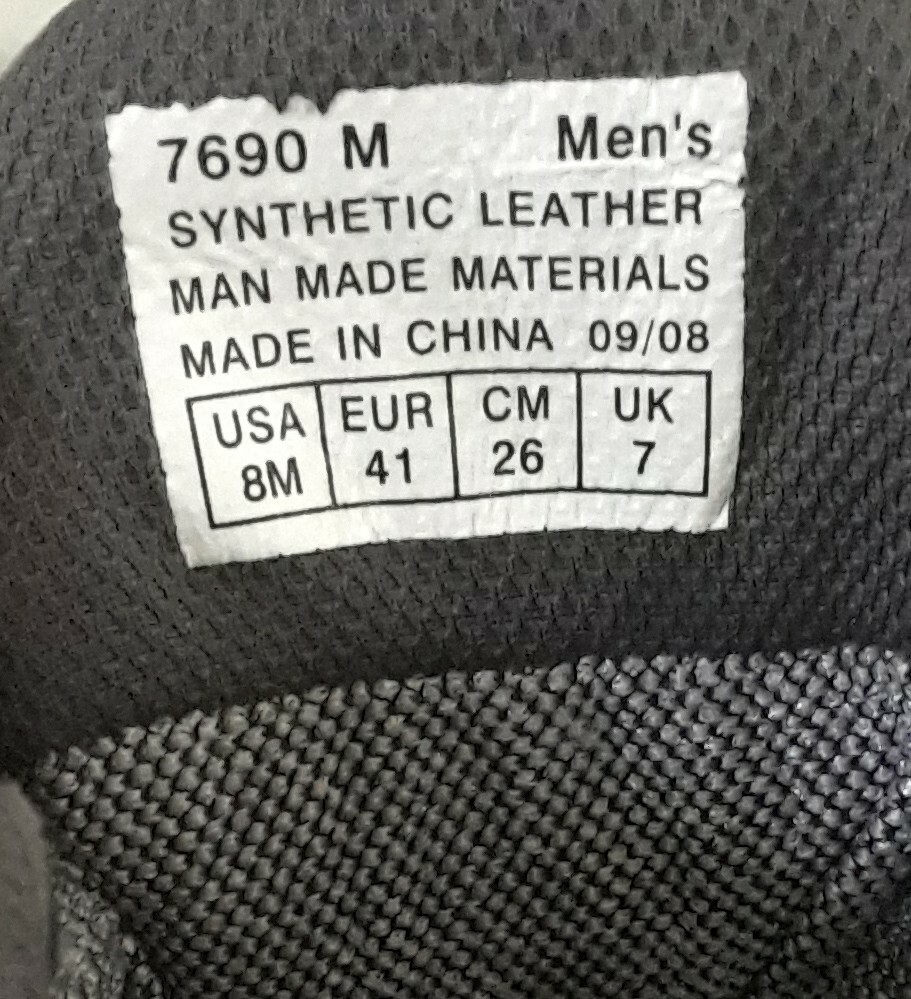 7690 M Men's
SYNTHETIC LEATHER
MAN MADE MATERIALS
MADE IN CHINA 09/08
USA EUR CM UK
8M 41 26 7